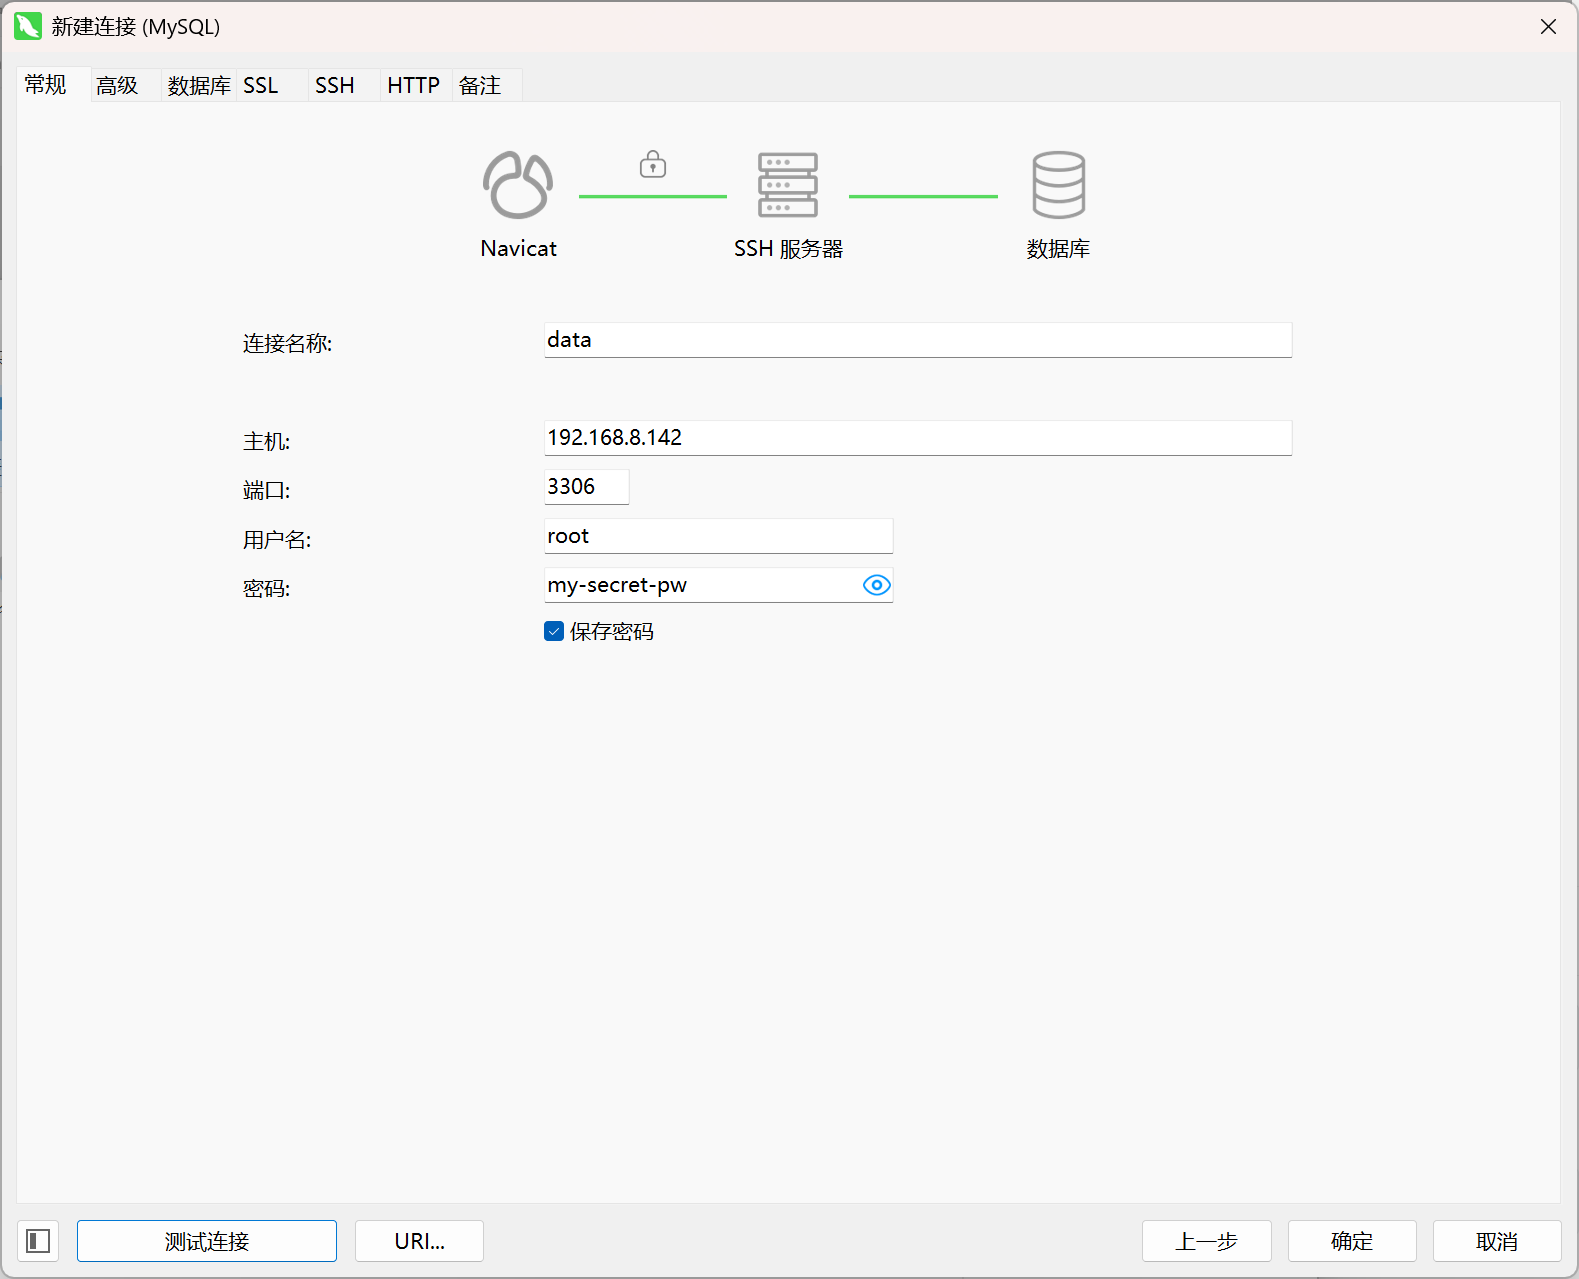 新建连接 (MySQL)
常规 高级 数据库 SSL SSH HTTP 备注
Navicat SSH 服务器 数据库
连接名称: data
主机: 192.168.8.142
端口: 3306
用户名: root
密码: my-secret-pw
保存密码
测试连接 URI... 上一步 确定 取消